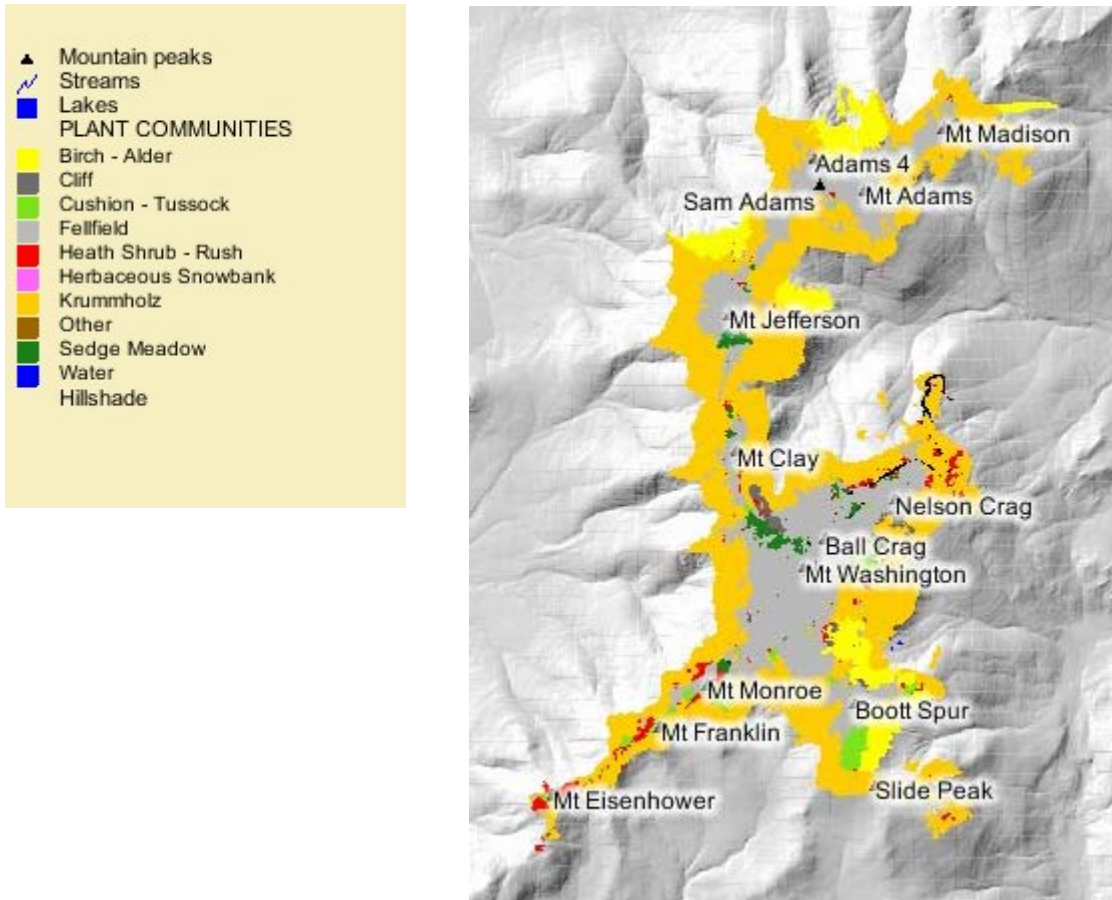 Mountain peaks
Streams
Lakes
PLANT COMMUNITIES
Birch - Alder
Cliff
Cushion - Tussock
Fellfield
Heath Shrub - Rush
Herbaceous Snowbank
Krummholz
Other
Sedge Meadow
Water
Hillshade
Mt Madison
Adams 4
Sam Adams
Mt Adams
Mt Jefferson
Mt Clay
Nelson Crag
Ball Crag
Mt Washington
Mt Monroe
Boott Spur
Mt Franklin
Slide Peak
Mt Eisenhower